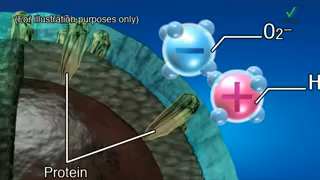 (For illustration purposes only)
O₂⁻
H
Protein